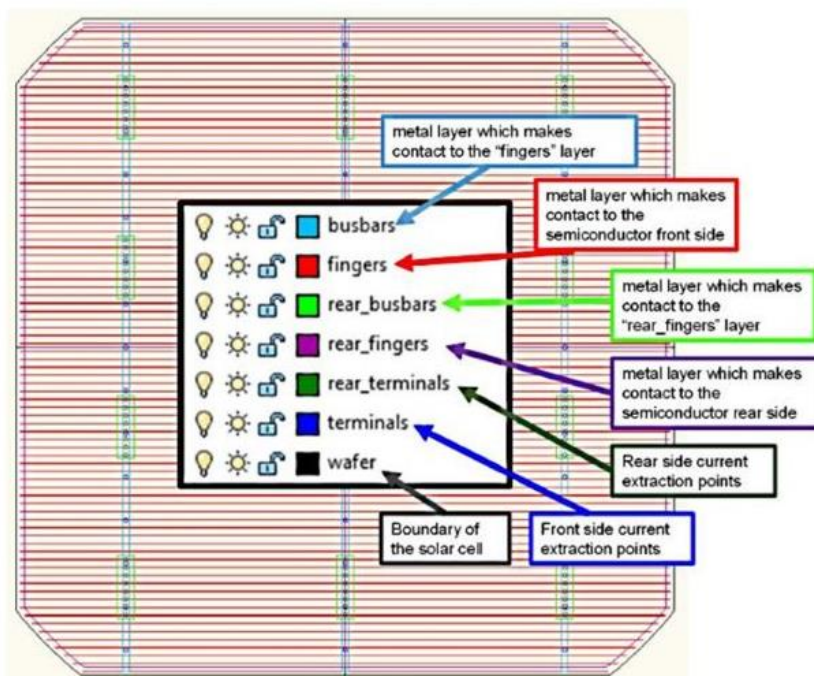 metal layer which makes
contact to the “fingers” layer
metal layer which makes
contact to the
semiconductor front side
busbars
fingers
rear_busbars
rear_fingers
rear_terminals
terminals
wafer
metal layer which makes
contact to the
“rear_fingers” layer
metal layer which makes
contact to the
semiconductor rear side
Rear side current
extraction points
Boundary of
the solar cell
Front side current
extraction points